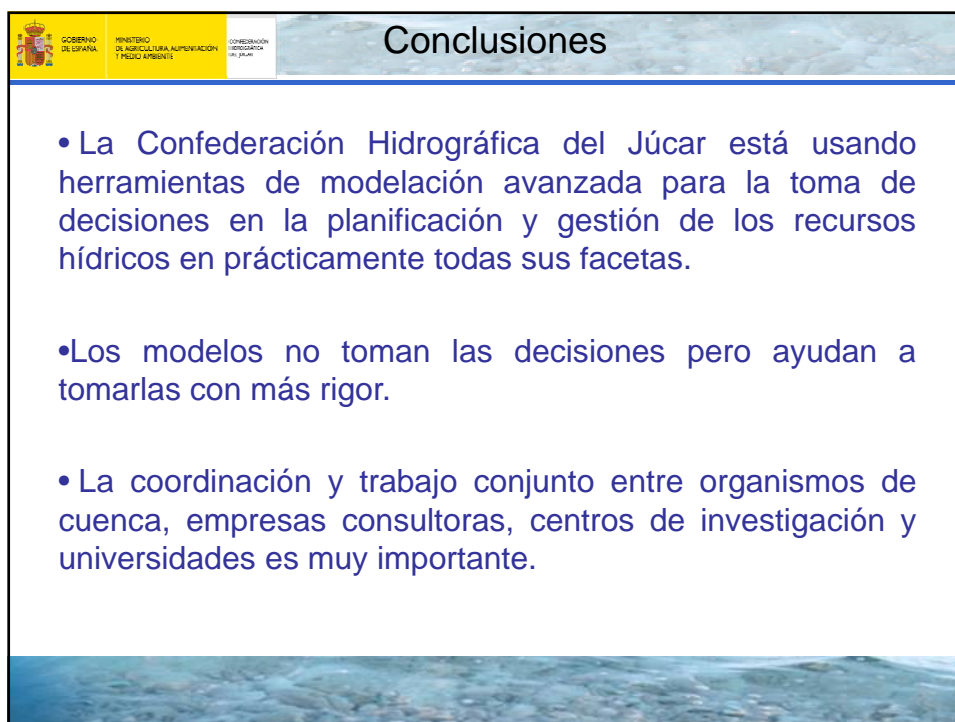 GOBIERNO
DE ESPAÑA
MINISTERIO
DE AGRICULTURA, ALIMENTACIÓN
Y MEDIO AMBIENTE
CONFEDERACIÓN
HIDROGRÁFICA
DEL JÚCAR
Conclusiones
• La Confederación Hidrográfica del Júcar está usando
herramientas de modelación avanzada para la toma de
decisiones en la planificación y gestión de los recursos
hídricos en prácticamente todas sus facetas.
•Los modelos no toman las decisiones pero ayudan a
tomarlas con más rigor.
• La coordinación y trabajo conjunto entre organismos de
cuenca, empresas consultoras, centros de investigación y
universidades es muy importante.